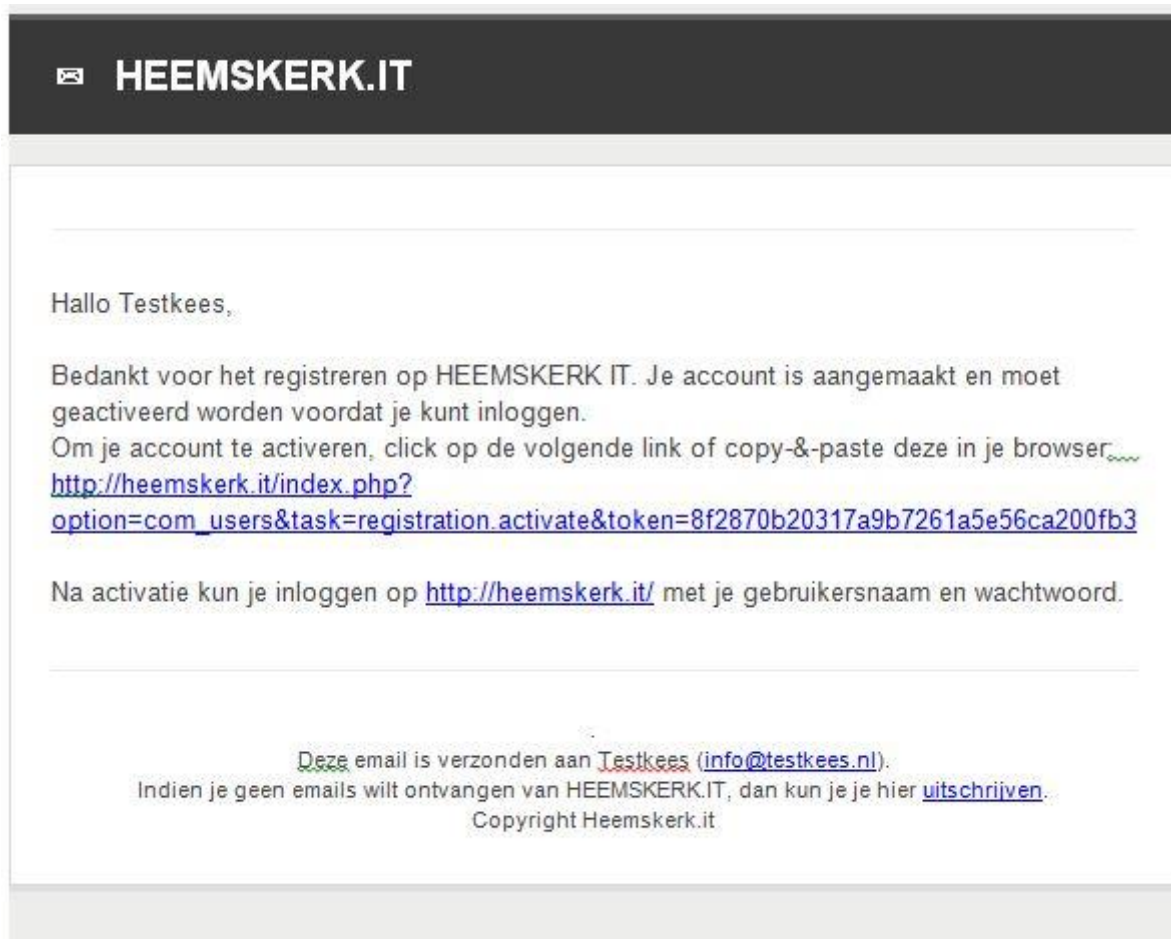 HEEMSKERK.IT
Hallo Testkees,
Bedankt voor het registreren op HEEMSKERK IT. Je account is aangemaakt en moet
geactiveerd worden voordat je kunt inloggen.
Om je account te activeren, click op de volgende link of copy-&-paste deze in je browser:
http://heemskerk.it/index.php?
option=com_users&task=registration.activate&token=8f2870b20317a9b7261a5e56ca200fb3
Na activatie kun je inloggen op http://heemskerk.it/ met je gebruikersnaam en wachtwoord.
.
Deze email is verzonden aan Testkees (info@testkees.nl).
Indien je geen emails wilt ontvangen van HEEMSKERK.IT, dan kun je je hier uitschrijven.
Copyright Heemskerk.it